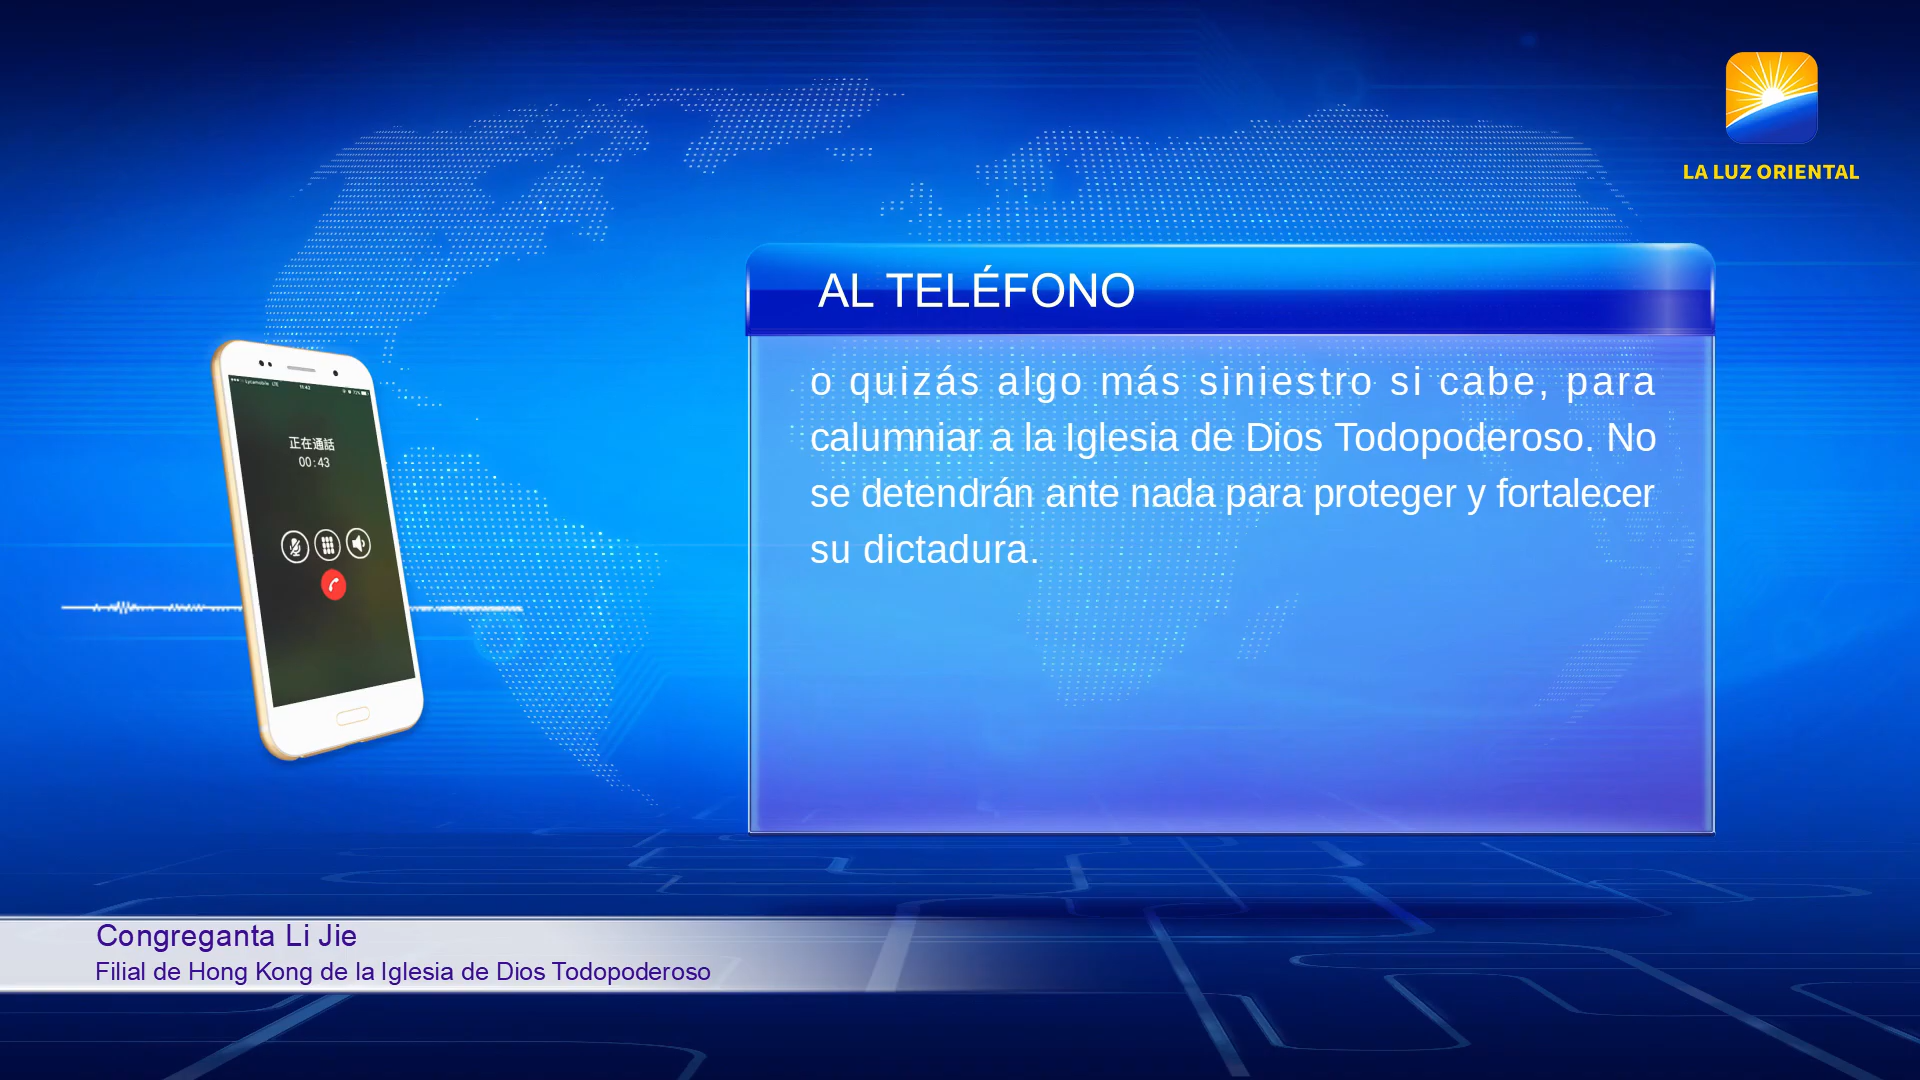 LA LUZ ORIENTAL
AL TELÉFONO
o quizás algo más siniestro si cabe, para
calumniar a la Iglesia de Dios Todopoderoso. No
se detendrán ante nada para proteger y fortalecer
su dictadura.
正在通話
00:43
Congreganta Li Jie
Filial de Hong Kong de la Iglesia de Dios Todopoderoso